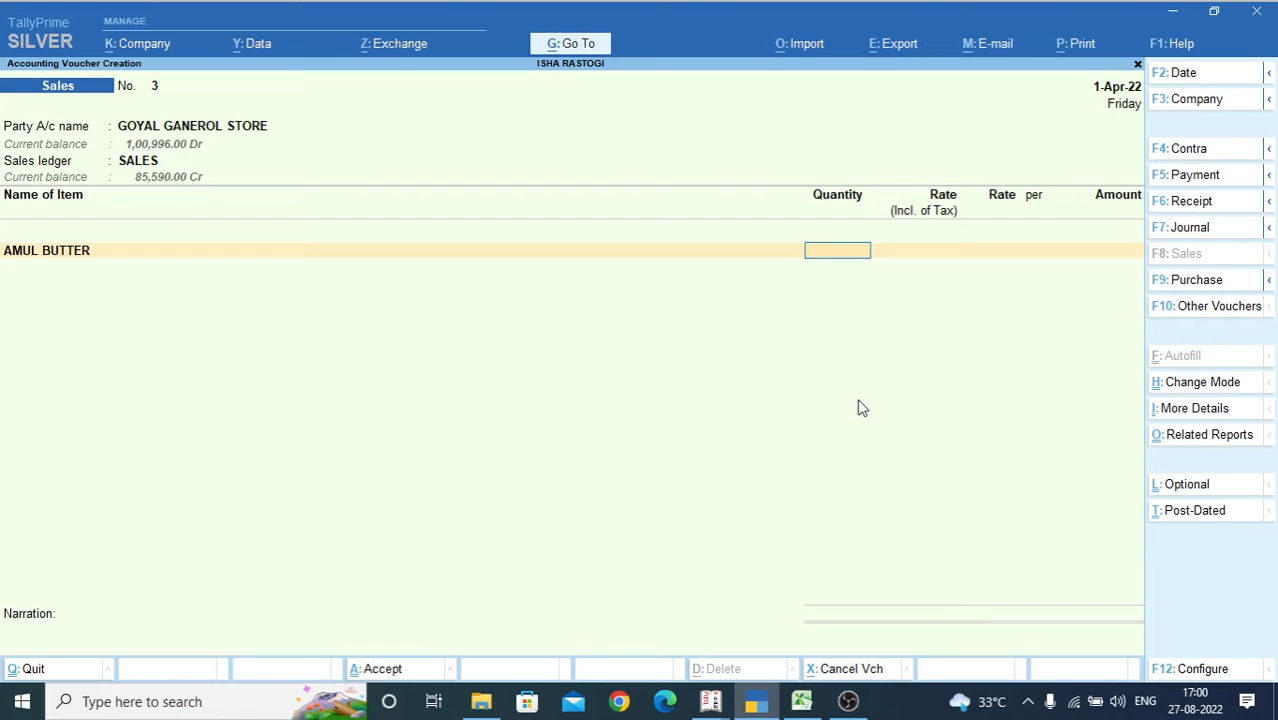 TallyPrime
MANAGE
SILVER
K: Company
Y: Data
Z: Exchange
G: Go To
O: Import
E: Export
M: E-mail
P: Print
F1: Help
Accounting Voucher Creation
ISHA RASTOGI
Sales No. 3
1-Apr-22
Friday
Party A/c name : GOYAL GANEROL STORE
Current balance : 1,00,996.00 Dr
Sales ledger : SALES
Current balance : 85,590.00 Cr
Name of Item Quantity Rate Rate per Amount
(Incl. of Tax)
AMUL BUTTER
Narration:
F2: Date
F3: Company
F4: Contra
F5: Payment
F6: Receipt
F7: Journal
F8: Sales
F9: Purchase
F10: Other Vouchers
F: Autofill
H: Change Mode
I: More Details
O: Related Reports
L: Optional
T: Post-Dated
Q: Quit
A: Accept
D: Delete
X: Cancel Vch
F12: Configure
Type here to search
33°C
ENG
17:00
27-08-2022